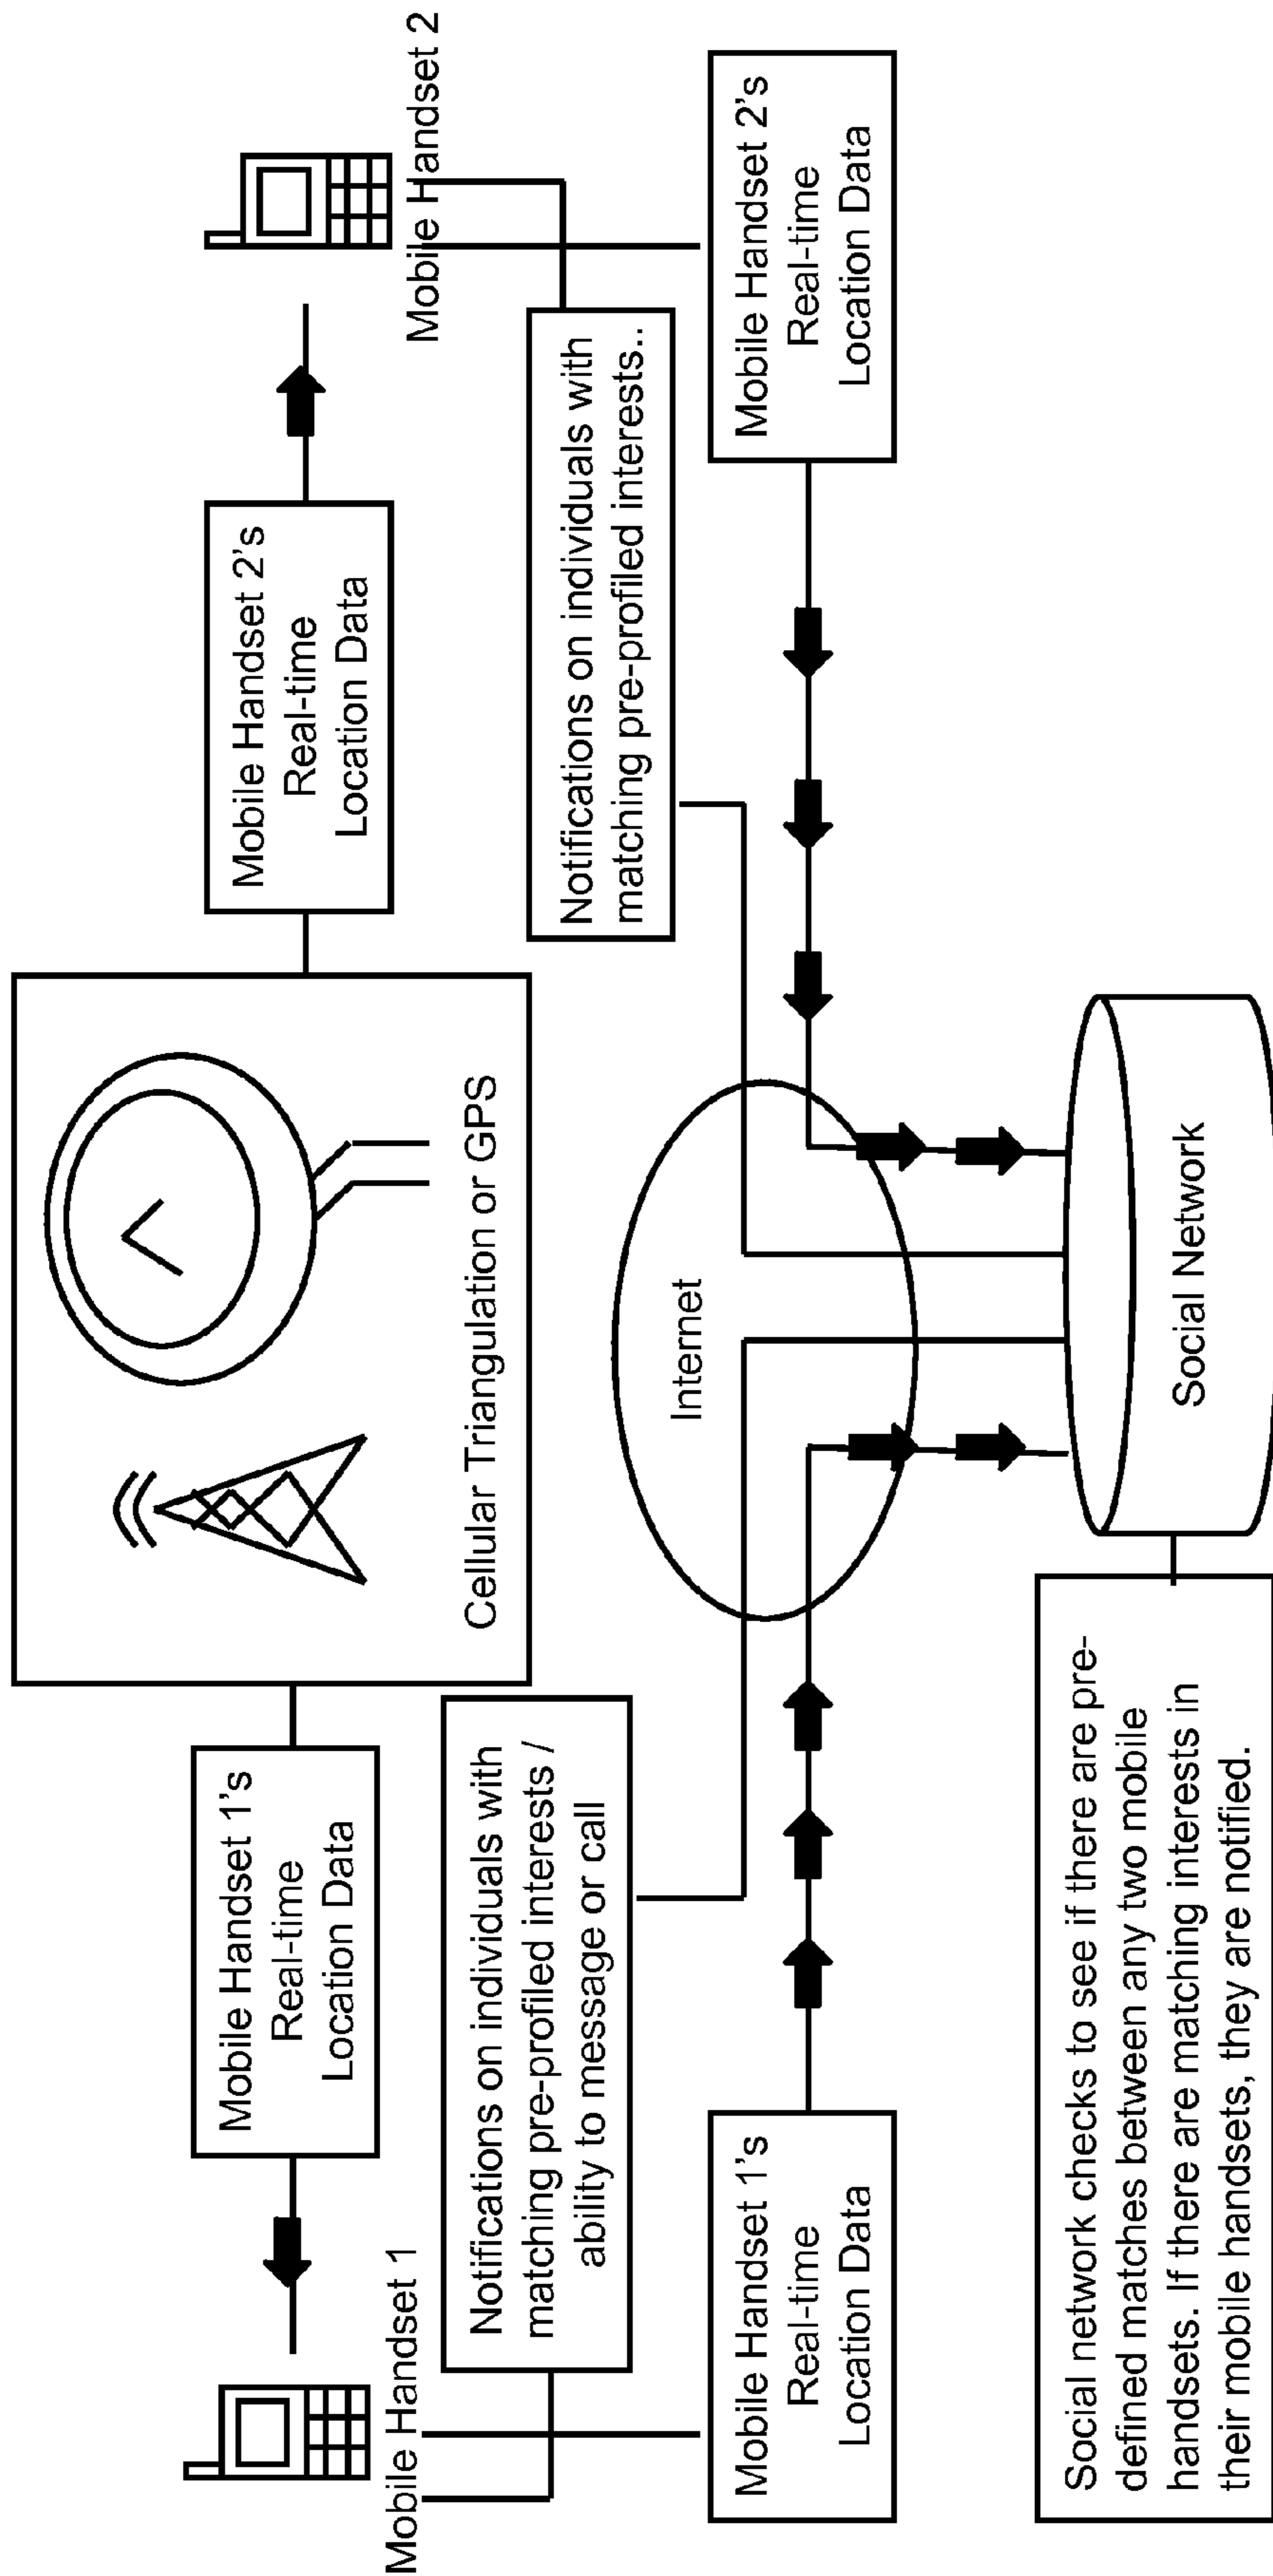 Mobile Handset 1
Mobile Handset 1's
Real-time
Location Data
Cellular Triangulation or GPS
Mobile Handset 2's
Real-time
Location Data
Mobile Handset 2
Notifications on individuals with
matching pre-profiled interests /
ability to message or call
Notifications on individuals with
matching pre-profiled interests..
Internet
Mobile Handset 1's
Real-time
Location Data
Mobile Handset 2's
Real-time
Location Data
Social network checks to see if there are pre-
defined matches between any two mobile
handsets. If there are matching interests in
their mobile handsets, they are notified.
Social Network